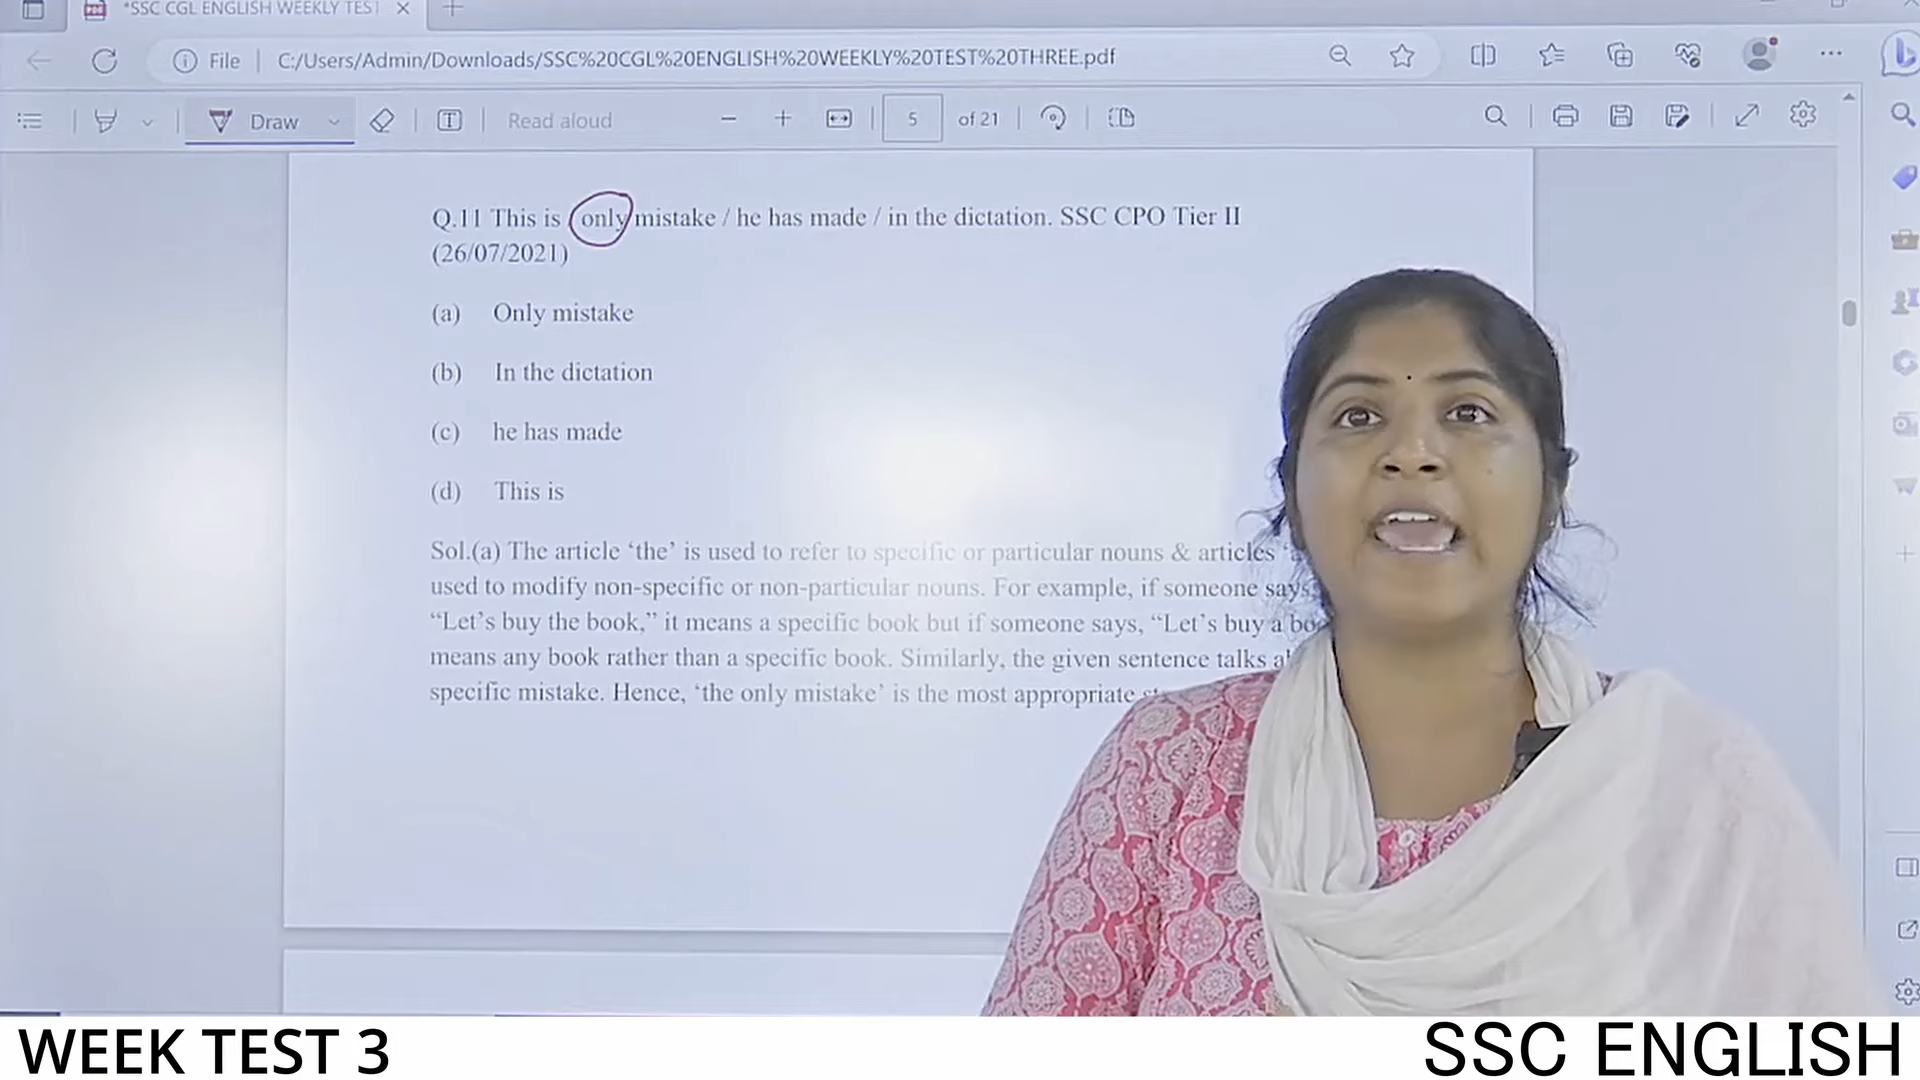 *SSC CGL ENGLISH WEEKLY TEST
File
C:/Users/Admin/Downloads/SSC%20CGL%20ENGLISH%20WEEKLY%20TEST%20THREE.pdf
Draw
Read aloud
5
of 21
Q.11 This is only mistake / he has made / in the dictation. SSC CPO Tier II
(26/07/2021)
(a) Only mistake
(b) In the dictation
(c) he has made
(d) This is
Sol.(a) The article ‘the’ is used to refer to specific or particular nouns & articles
used to modify non-specific or non-particular nouns. For example, if someone says,
“Let’s buy the book,” it means a specific book but if someone says, “Let’s buy a
means any book rather than a specific book. Similarly, the given sentence talks
specific mistake. Hence, ‘the only mistake’ is the most appropriate
WEEK TEST 3
SSC ENGLISH